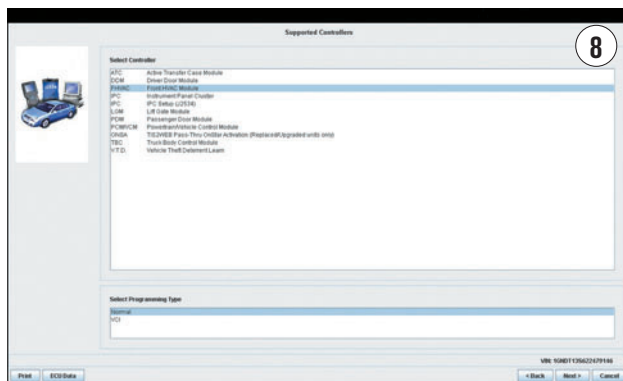 Supported Controllers
8
Select Controller
ATC Active Transfer Case Module
DDM Driver Door Module
FHVAC Front HVAC Module
IPC Instrument Panel Cluster
IPC IPC Setup (J2534)
LGM Lift Gate Module
PDM Passenger Door Module
PCM/VCM Powertrain/Vehicle Control Module
ONSA TIS2WEB Pass-Thru OnStar Activation (Replaced/Upgraded units only)
TBC Truck Body Control Module
V.T.D. Vehicle Theft Deterrent Learn
Select Programming Type
Normal
VCI
VIN: 1GNDT13S622479146
Print ECU Data < Back Next > Cancel